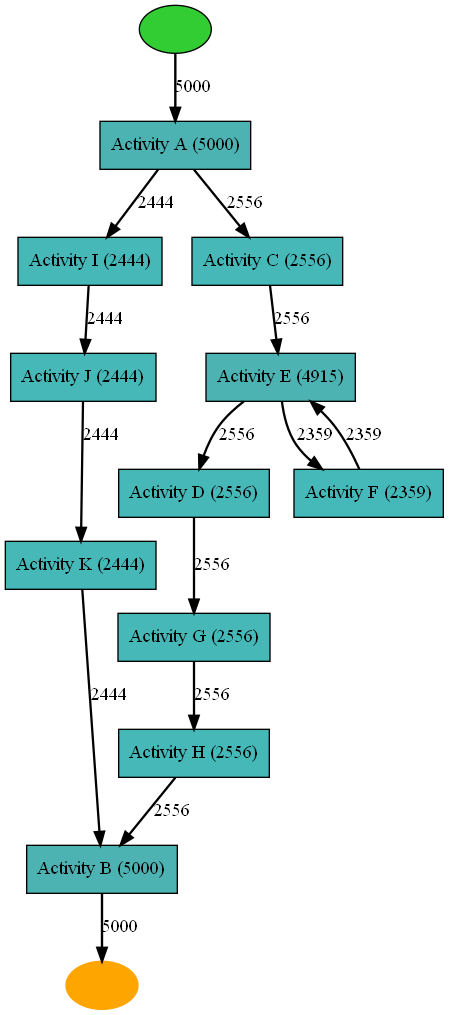 5000
Activity A (5000)
2444
2556
Activity I (2444)
Activity C (2556)
2444
2556
Activity J (2444)
Activity E (4915)
2444
2556
2359
2359
Activity D (2556)
Activity F (2359)
Activity K (2444)
2556
Activity G (2556)
2444
2556
Activity H (2556)
2556
Activity B (5000)
5000